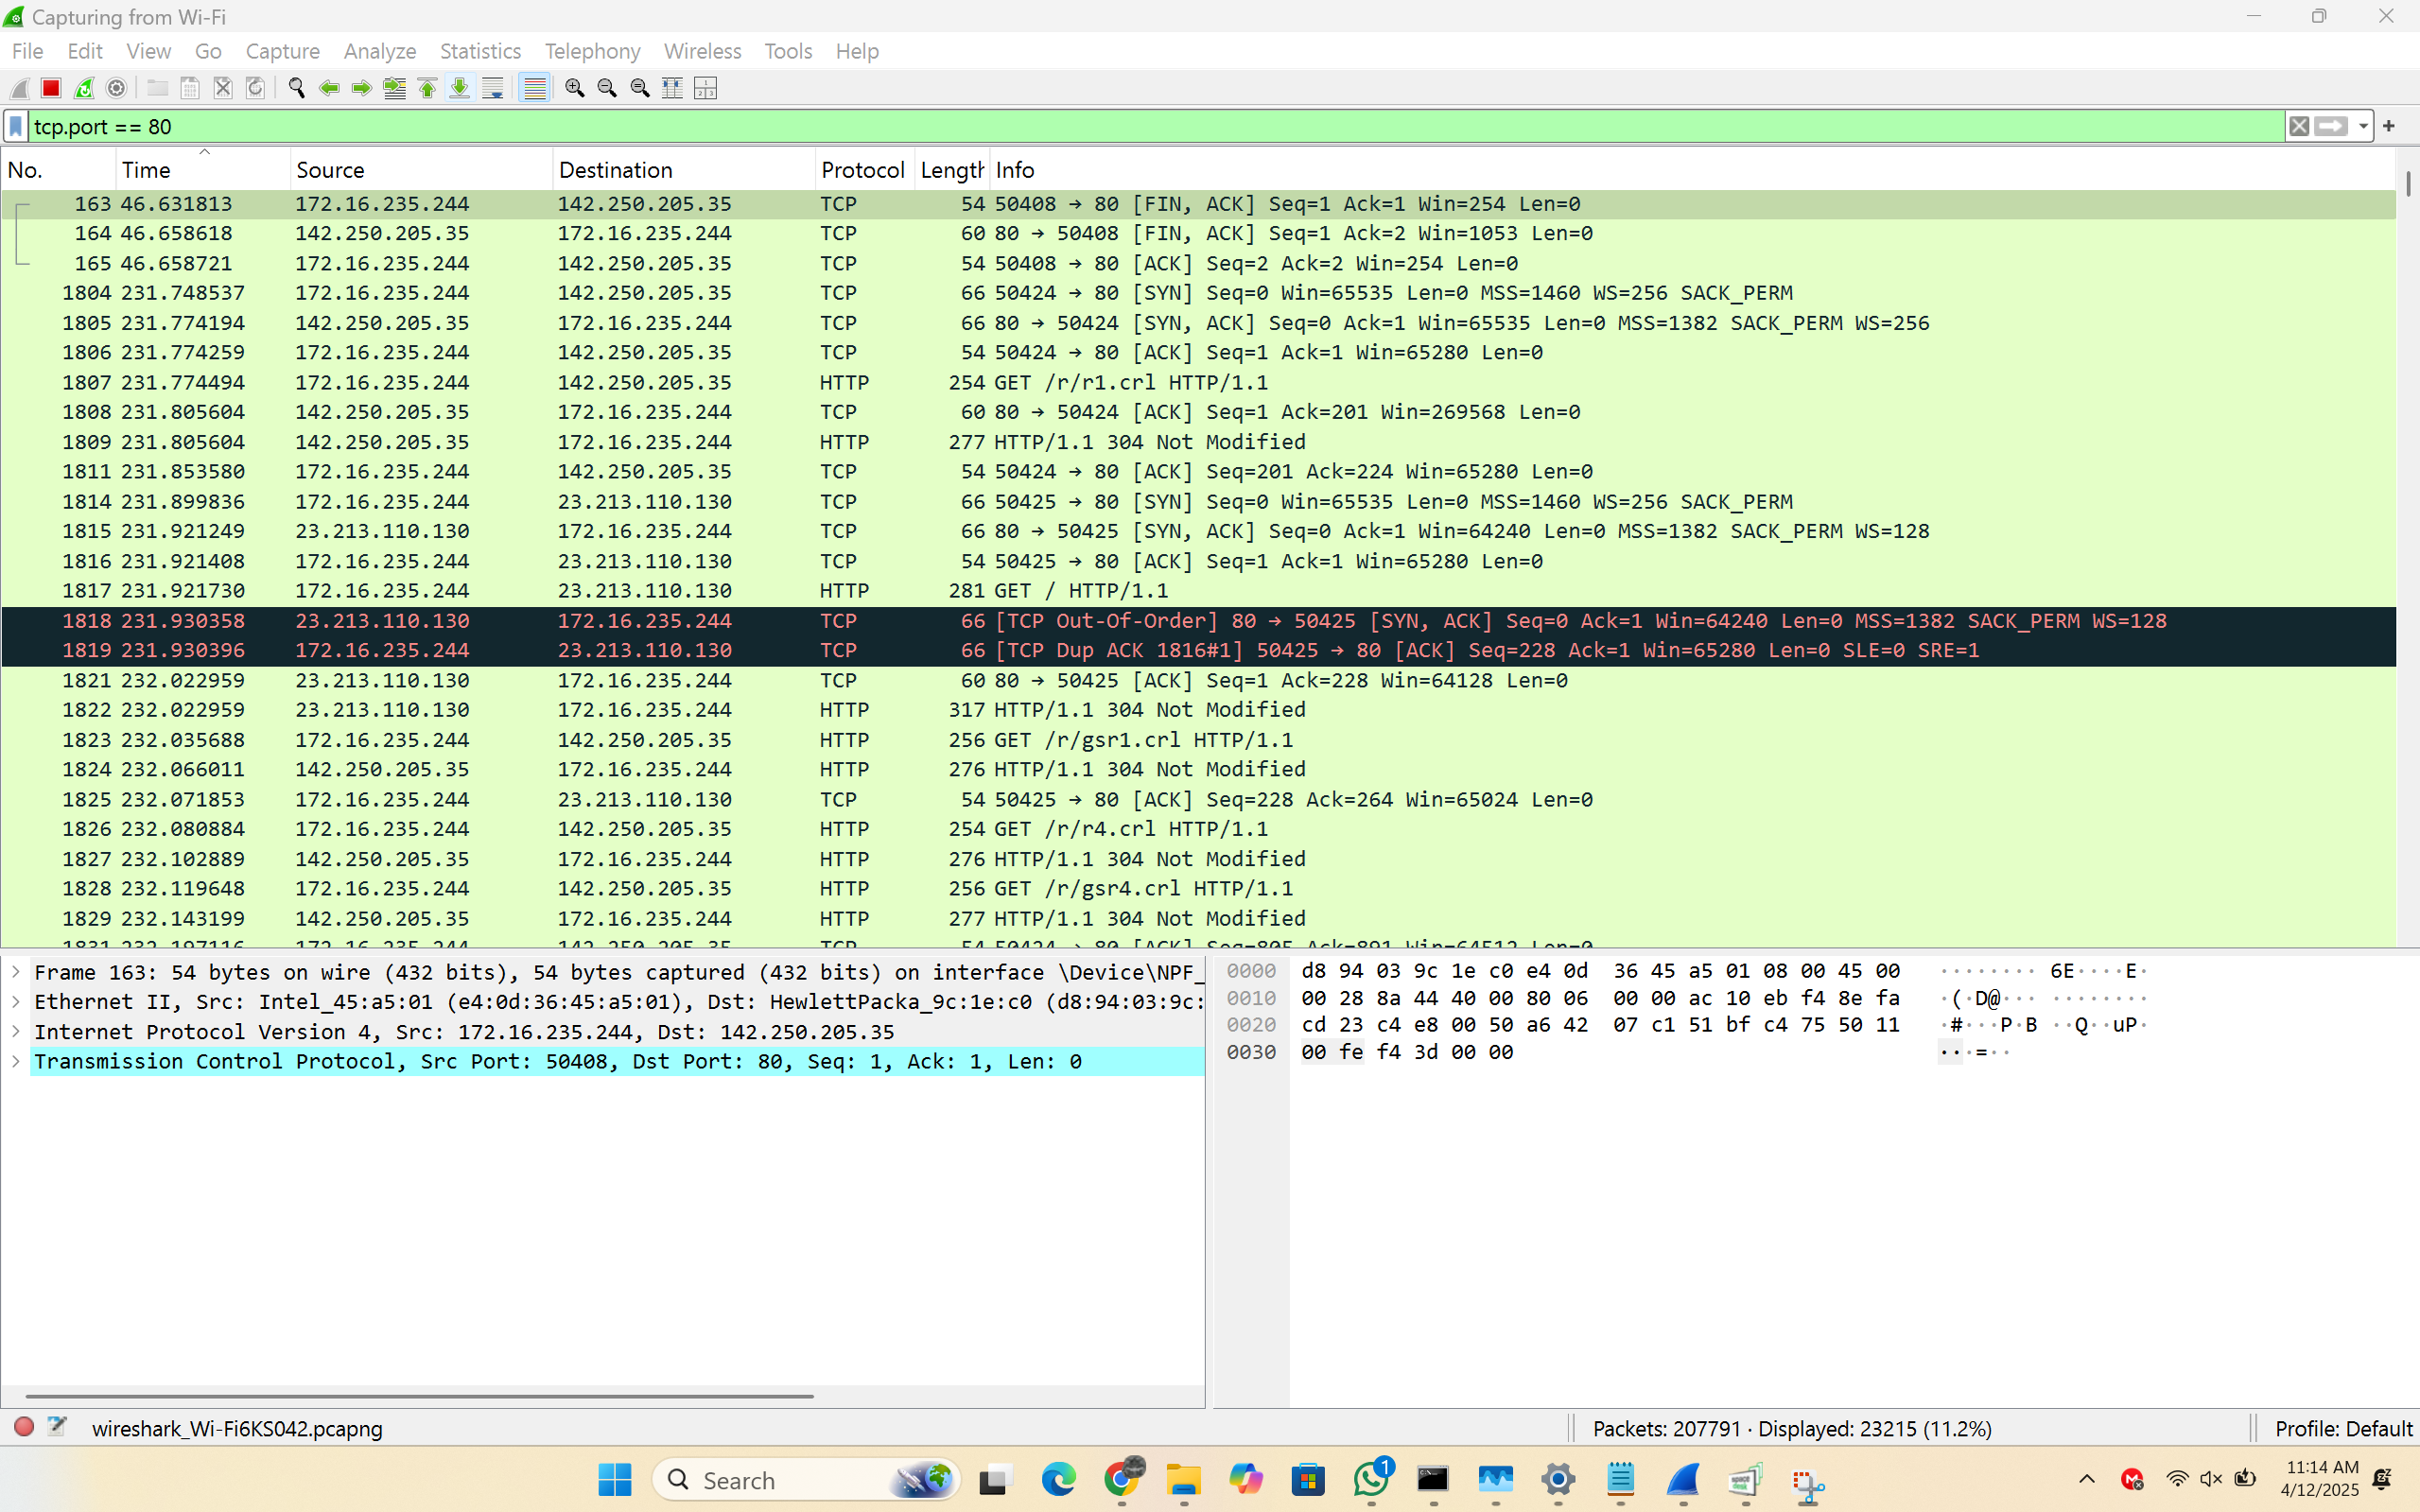 Capturing from Wi-Fi
File Edit View Go Capture Analyze Statistics Telephony Wireless Tools Help
tcp.port == 80
No. Time Source Destination Protocol Length Info
163 46.631813 172.16.235.244 142.250.205.35 TCP 54 50408 → 80 [FIN, ACK] Seq=1 Ack=1 Win=254 Len=0
164 46.658618 142.250.205.35 172.16.235.244 TCP 60 80 → 50408 [FIN, ACK] Seq=1 Ack=2 Win=1053 Len=0
165 46.658721 172.16.235.244 142.250.205.35 TCP 54 50408 → 80 [ACK] Seq=2 Ack=2 Win=254 Len=0
1804 231.748537 172.16.235.244 142.250.205.35 TCP 66 50424 → 80 [SYN] Seq=0 Win=65535 Len=0 MSS=1460 WS=256 SACK_PERM
1805 231.774194 142.250.205.35 172.16.235.244 TCP 66 80 → 50424 [SYN, ACK] Seq=0 Ack=1 Win=65535 Len=0 MSS=1382 SACK_PERM WS=256
1806 231.774259 172.16.235.244 142.250.205.35 TCP 54 50424 → 80 [ACK] Seq=1 Ack=1 Win=65280 Len=0
1807 231.774494 172.16.235.244 142.250.205.35 HTTP 254 GET /r/r1.crl HTTP/1.1
1808 231.805604 142.250.205.35 172.16.235.244 TCP 60 80 → 50424 [ACK] Seq=1 Ack=201 Win=269568 Len=0
1809 231.805604 142.250.205.35 172.16.235.244 HTTP 277 HTTP/1.1 304 Not Modified
1811 231.853580 172.16.235.244 142.250.205.35 TCP 54 50424 → 80 [ACK] Seq=201 Ack=224 Win=65280 Len=0
1814 231.899836 172.16.235.244 23.213.110.130 TCP 66 50425 → 80 [SYN] Seq=0 Win=65535 Len=0 MSS=1460 WS=256 SACK_PERM
1815 231.921249 23.213.110.130 172.16.235.244 TCP 66 80 → 50425 [SYN, ACK] Seq=0 Ack=1 Win=64240 Len=0 MSS=1382 SACK_PERM WS=128
1816 231.921408 172.16.235.244 23.213.110.130 TCP 54 50425 → 80 [ACK] Seq=1 Ack=1 Win=65280 Len=0
1817 231.921730 172.16.235.244 23.213.110.130 HTTP 281 GET / HTTP/1.1
1818 231.930358 23.213.110.130 172.16.235.244 TCP 66 [TCP Out-Of-Order] 80 → 50425 [SYN, ACK] Seq=0 Ack=1 Win=64240 Len=0 MSS=1382 SACK_PERM WS=128
1819 231.930396 172.16.235.244 23.213.110.130 TCP 66 [TCP Dup ACK 1816#1] 50425 → 80 [ACK] Seq=228 Ack=1 Win=65280 Len=0 SLE=0 SRE=1
1821 232.022959 23.213.110.130 172.16.235.244 TCP 60 80 → 50425 [ACK] Seq=1 Ack=228 Win=64128 Len=0
1822 232.022959 23.213.110.130 172.16.235.244 HTTP 317 HTTP/1.1 304 Not Modified
1823 232.035688 172.16.235.244 142.250.205.35 HTTP 256 GET /r/gsr1.crl HTTP/1.1
1824 232.066011 142.250.205.35 172.16.235.244 HTTP 276 HTTP/1.1 304 Not Modified
1825 232.071853 172.16.235.244 23.213.110.130 TCP 54 50425 → 80 [ACK] Seq=228 Ack=264 Win=65024 Len=0
1826 232.080884 172.16.235.244 142.250.205.35 HTTP 254 GET /r/r4.crl HTTP/1.1
1827 232.102889 142.250.205.35 172.16.235.244 HTTP 276 HTTP/1.1 304 Not Modified
1828 232.119648 172.16.235.244 142.250.205.35 HTTP 256 GET /r/gsr4.crl HTTP/1.1
1829 232.143199 142.250.205.35 172.16.235.244 HTTP 277 HTTP/1.1 304 Not Modified
1831 232.197116 172.16.235.244 142.250.205.35 TCP 54 50424 → 80 [ACK] Seq=805 Ack=891 Win=64512 Len=0
Frame 163: 54 bytes on wire (432 bits), 54 bytes captured (432 bits) on interface \Device\NPF_
Ethernet II, Src: Intel_45:a5:01 (e4:0d:36:45:a5:01), Dst: HewlettPacka_9c:1e:c0 (d8:94:03:9c:
Internet Protocol Version 4, Src: 172.16.235.244, Dst: 142.250.205.35
Transmission Control Protocol, Src Port: 50408, Dst Port: 80, Seq: 1, Ack: 1, Len: 0
0000 d8 94 03 9c 1e c0 e4 0d 36 45 a5 01 08 00 45 00 ········ 6E····E·
0010 00 28 8a 44 40 00 80 06 00 00 ac 10 eb f4 8e fa ·(·D@··· ········
0020 cd 23 c4 e8 00 50 a6 42 07 c1 51 bf c4 75 50 11 ·#···P·B ··Q··uP·
0030 00 fe f4 3d 00 00 ···=··
wireshark_Wi-Fi6KS042.pcapng
Packets: 207791 · Displayed: 23215 (11.2%)
Profile: Default
Search
1
11:14 AM
4/12/2025